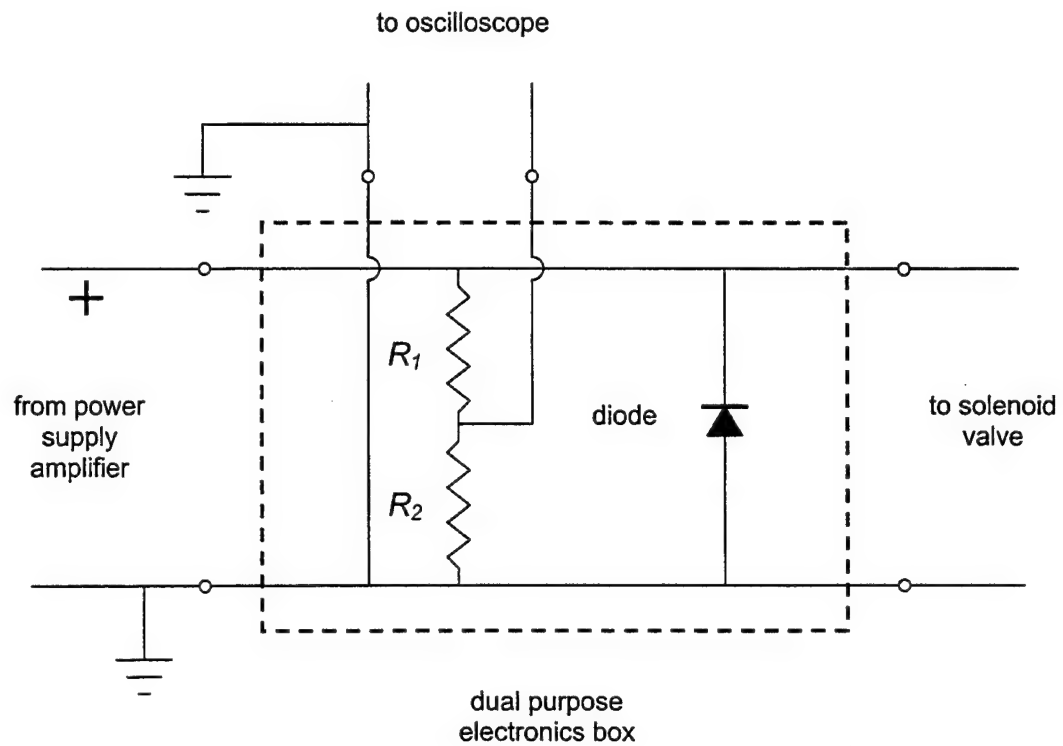 to oscilloscope
+
R1
from power
supply
amplifier
diode
to solenoid
valve
R2
dual purpose
electronics box